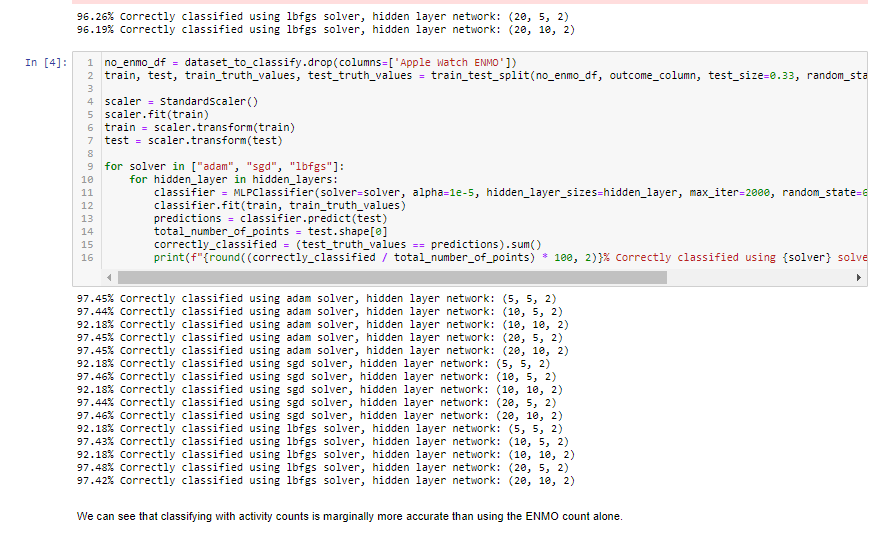 96.26% Correctly classified using lbfgs solver, hidden layer network: (20, 5, 2)
96.19% Correctly classified using lbfgs solver, hidden layer network: (20, 10, 2)
In [4]:
1 no_enmo_df = dataset_to_classify.drop(columns=['Apple Watch ENMO'])
2 train, test, train_truth_values, test_truth_values = train_test_split(no_enmo_df, outcome_column, test_size=0.33, random_sta
3
4 scaler = StandardScaler()
5 scaler.fit(train)
6 train = scaler.transform(train)
7 test = scaler.transform(test)
8
9 for solver in ["adam", "sgd", "lbfgs"]:
10     for hidden_layer in hidden_layers:
11         classifier = MLPClassifier(solver=solver, alpha=1e-5, hidden_layer_sizes=hidden_layer, max_iter=2000, random_state=6
12         classifier.fit(train, train_truth_values)
13         predictions = classifier.predict(test)
14         total_number_of_points = test.shape[0]
15         correctly_classified = (test_truth_values == predictions).sum()
16         print(f"{round((correctly_classified / total_number_of_points) * 100, 2)}% Correctly classified using {solver} solve
97.45% Correctly classified using adam solver, hidden layer network: (5, 5, 2)
97.44% Correctly classified using adam solver, hidden layer network: (10, 5, 2)
92.18% Correctly classified using adam solver, hidden layer network: (10, 10, 2)
97.45% Correctly classified using adam solver, hidden layer network: (20, 5, 2)
97.45% Correctly classified using adam solver, hidden layer network: (20, 10, 2)
92.18% Correctly classified using sgd solver, hidden layer network: (5, 5, 2)
97.46% Correctly classified using sgd solver, hidden layer network: (10, 5, 2)
92.18% Correctly classified using sgd solver, hidden layer network: (10, 10, 2)
97.44% Correctly classified using sgd solver, hidden layer network: (20, 5, 2)
97.46% Correctly classified using sgd solver, hidden layer network: (20, 10, 2)
92.18% Correctly classified using lbfgs solver, hidden layer network: (5, 5, 2)
97.43% Correctly classified using lbfgs solver, hidden layer network: (10, 5, 2)
92.18% Correctly classified using lbfgs solver, hidden layer network: (10, 10, 2)
97.48% Correctly classified using lbfgs solver, hidden layer network: (20, 5, 2)
97.42% Correctly classified using lbfgs solver, hidden layer network: (20, 10, 2)
We can see that classifying with activity counts is marginally more accurate than using the ENMO count alone.